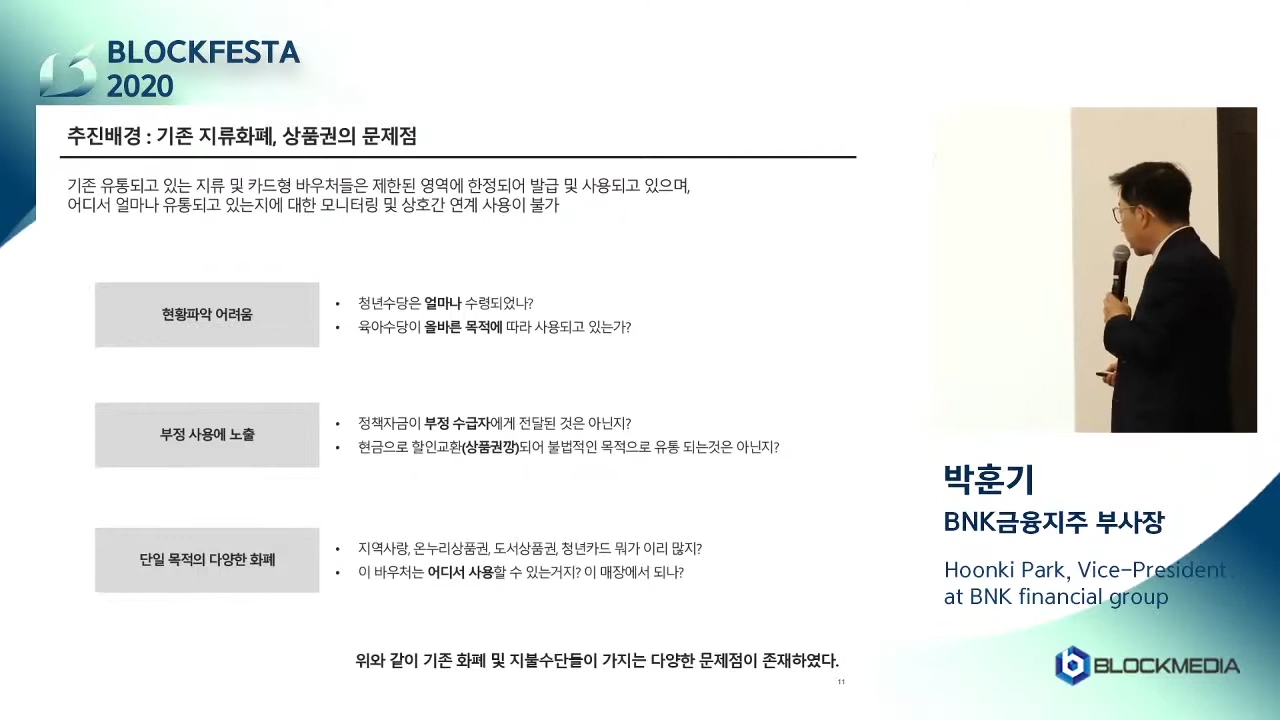 BLOCKFESTA
2020
추진배경 : 기존 지류화폐, 상품권의 문제점
기존 유통되고 있는 지류 및 카드형 바우처들은 제한된 영역에 한정되어 발급 및 사용되고 있으며,
어디서 얼마나 유통되고 있는지에 대한 모니터링 및 상호간 연계 사용이 불가
현황파악 어려움
• 청년수당은 얼마나 수령되었나?
• 육아수당이 올바른 목적에 따라 사용되고 있는가?
부정 사용에 노출
• 정책자금이 부정 수급자에게 전달된 것은 아닌지?
• 현금으로 할인교환(상품권깡)되어 불법적인 목적으로 유통 되는것은 아닌지?
단일 목적의 다양한 화폐
• 지역사랑, 온누리상품권, 도서상품권, 청년카드 뭐가 이리 많지?
• 이 바우처는 어디서 사용할 수 있는거지? 이 매장에서 되나?
위와 같이 기존 화폐 및 지불수단들이 가지는 다양한 문제점이 존재하였다.
11
박훈기
BNK금융지주 부사장
Hoonki Park, Vice-President
at BNK financial group
BLOCKMEDIA